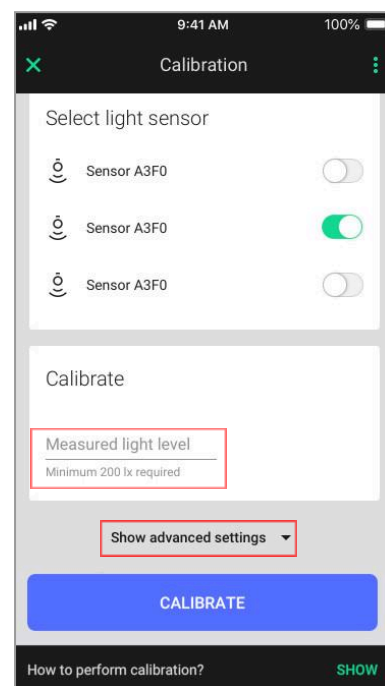 9:41 AM 100%
Calibration
Select light sensor
Sensor A3F0
Sensor A3F0
Sensor A3F0
Calibrate
Measured light level
Minimum 200 lx required
Show advanced settings
CALIBRATE
How to perform calibration? SHOW